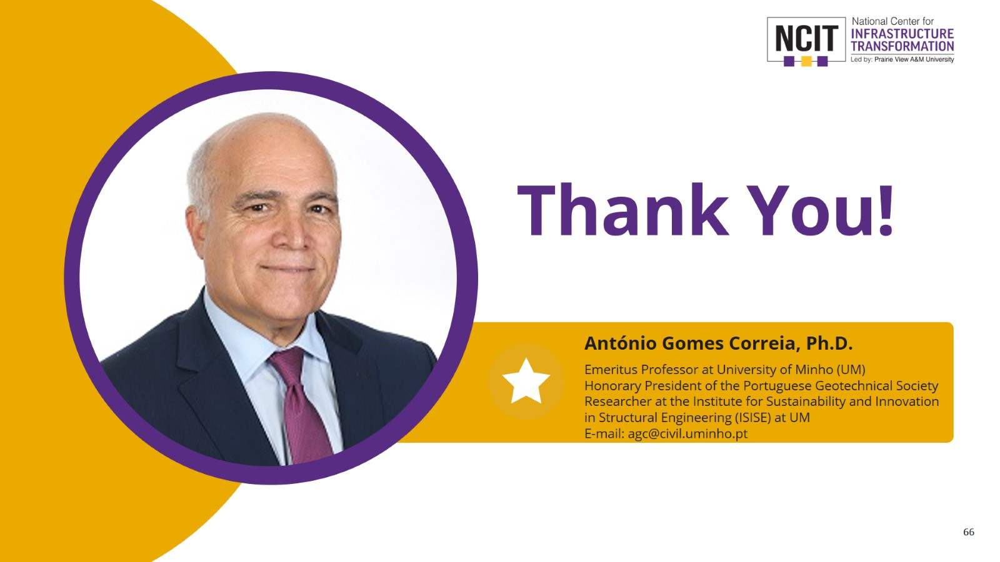 NCIT
National Center for
INFRASTRUCTURE
TRANSFORMATION
Led by: Prairie View A&M University
Thank You!
António Gomes Correia, Ph.D.
Emeritus Professor at University of Minho (UM)
Honorary President of the Portuguese Geotechnical Society
Researcher at the Institute for Sustainability and Innovation
in Structural Engineering (ISISE) at UM
E-mail: agc@civil.uminho.pt
66